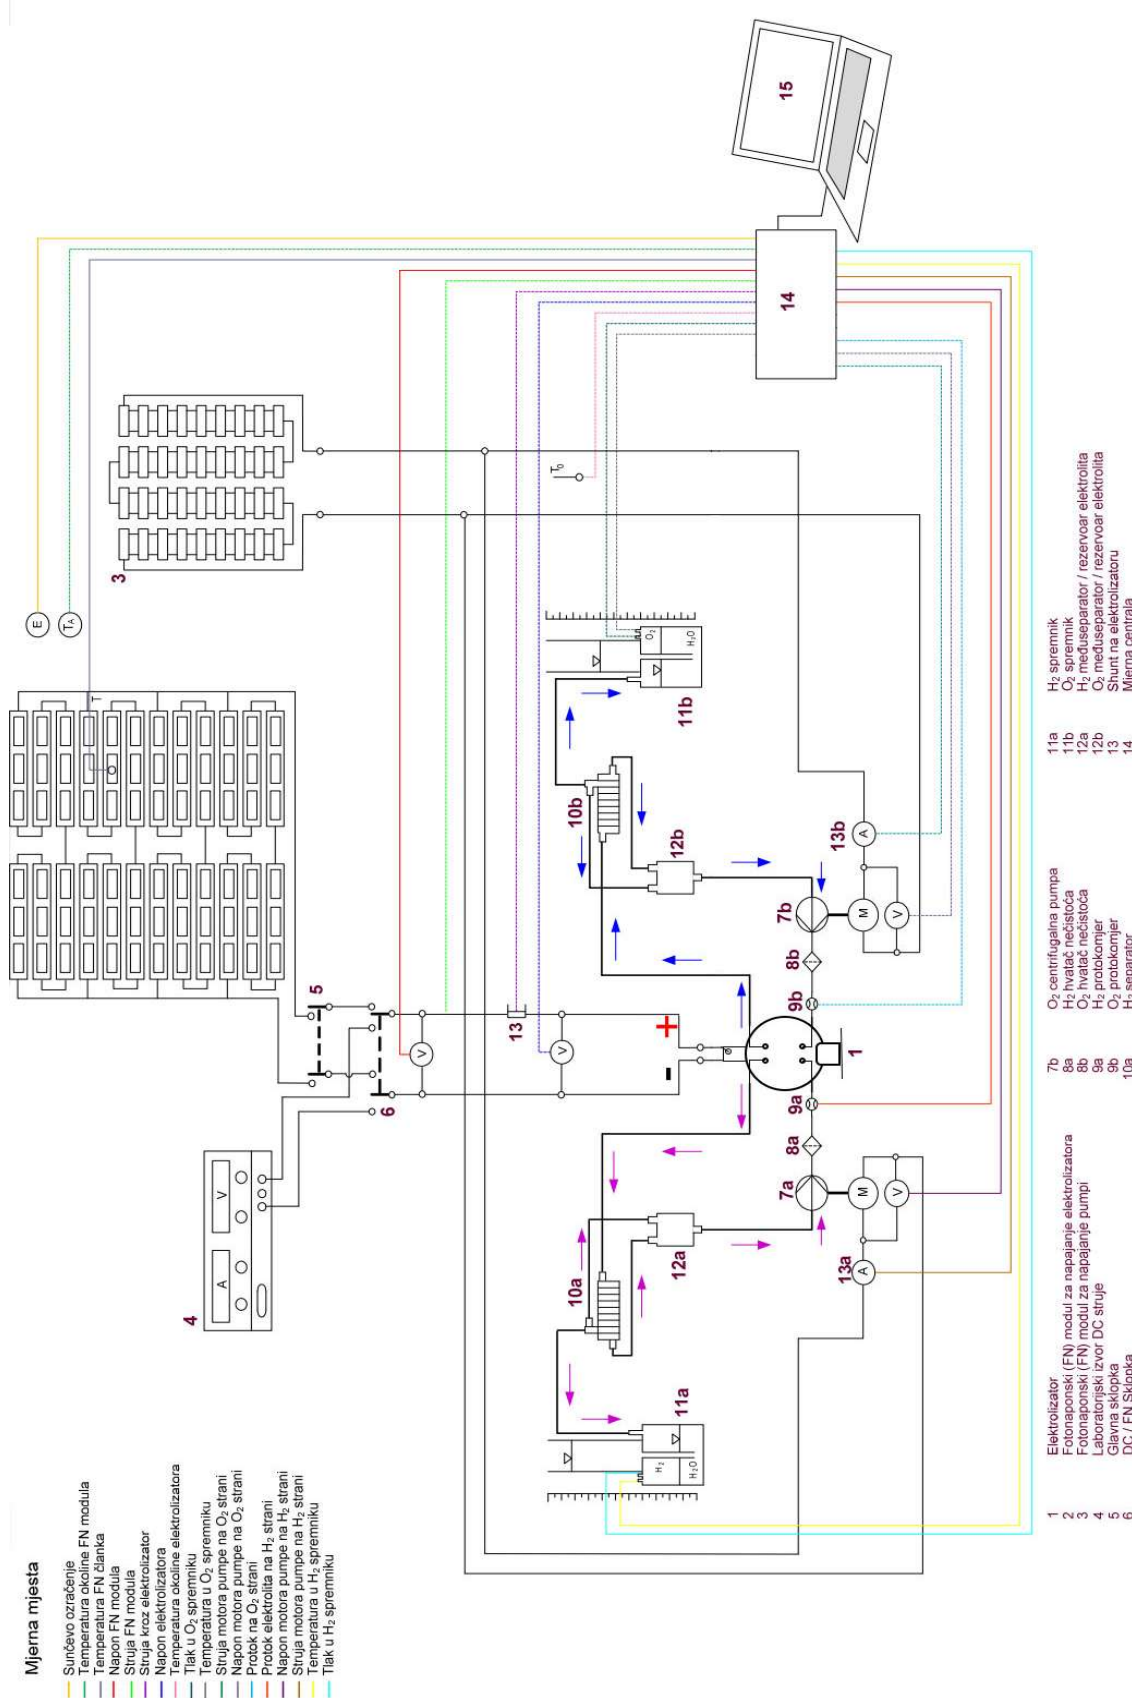 Mjerna mjesta
Sunčevo ozračenje
Temperatura okoline FN modula
Temperatura FN članka
Napon FN modula
Struja FN modula
Struja kroz elektrolizator
Napon elektrolizatora
Temperatura okoline elektrolizatora
Tlak u O2 spremniku
Temperatura u O2 spremniku
Struja motora pumpe na O2 strani
Napon motora pumpe na O2 strani
Protok na O2 strani
Protok elektrolita na H2 strani
Napon motora pumpe na H2 strani
Struja motora pumpe na H2 strani
Temperatura u H2 spremniku
Tlak u H2 spremniku
4
A
V
5
6
T
E
TA
3
V
13
V
T0
14
15
+
-
11a
H2
H2O
10a
12a
7a
8a
9a
1
9b
8b
7b
12b
10b
11b
O2
H2O
13a
A
M
V
M
V
13b
A
1 Elektrolizator
2 Fotonaponski (FN) modul za napajanje elektrolizatora
3 Fotonaponski (FN) modul za napajanje pumpi
4 Laboratorijski izvor DC struje
5 Glavna sklopka
6 DC / FN Sklopka
7b O2 centrifugalna pumpa
8a H2 hvatač nečistoća
8b O2 hvatač nečistoća
9a H2 protokomjer
9b O2 protokomjer
10a H2 separator
11a H2 spremnik
11b O2 spremnik
12a H2 međuseparator / rezervoar elektrolita
12b O2 međuseparator / rezervoar elektrolita
13 Shunt na elektrolizatoru
14 Mjerna centrala